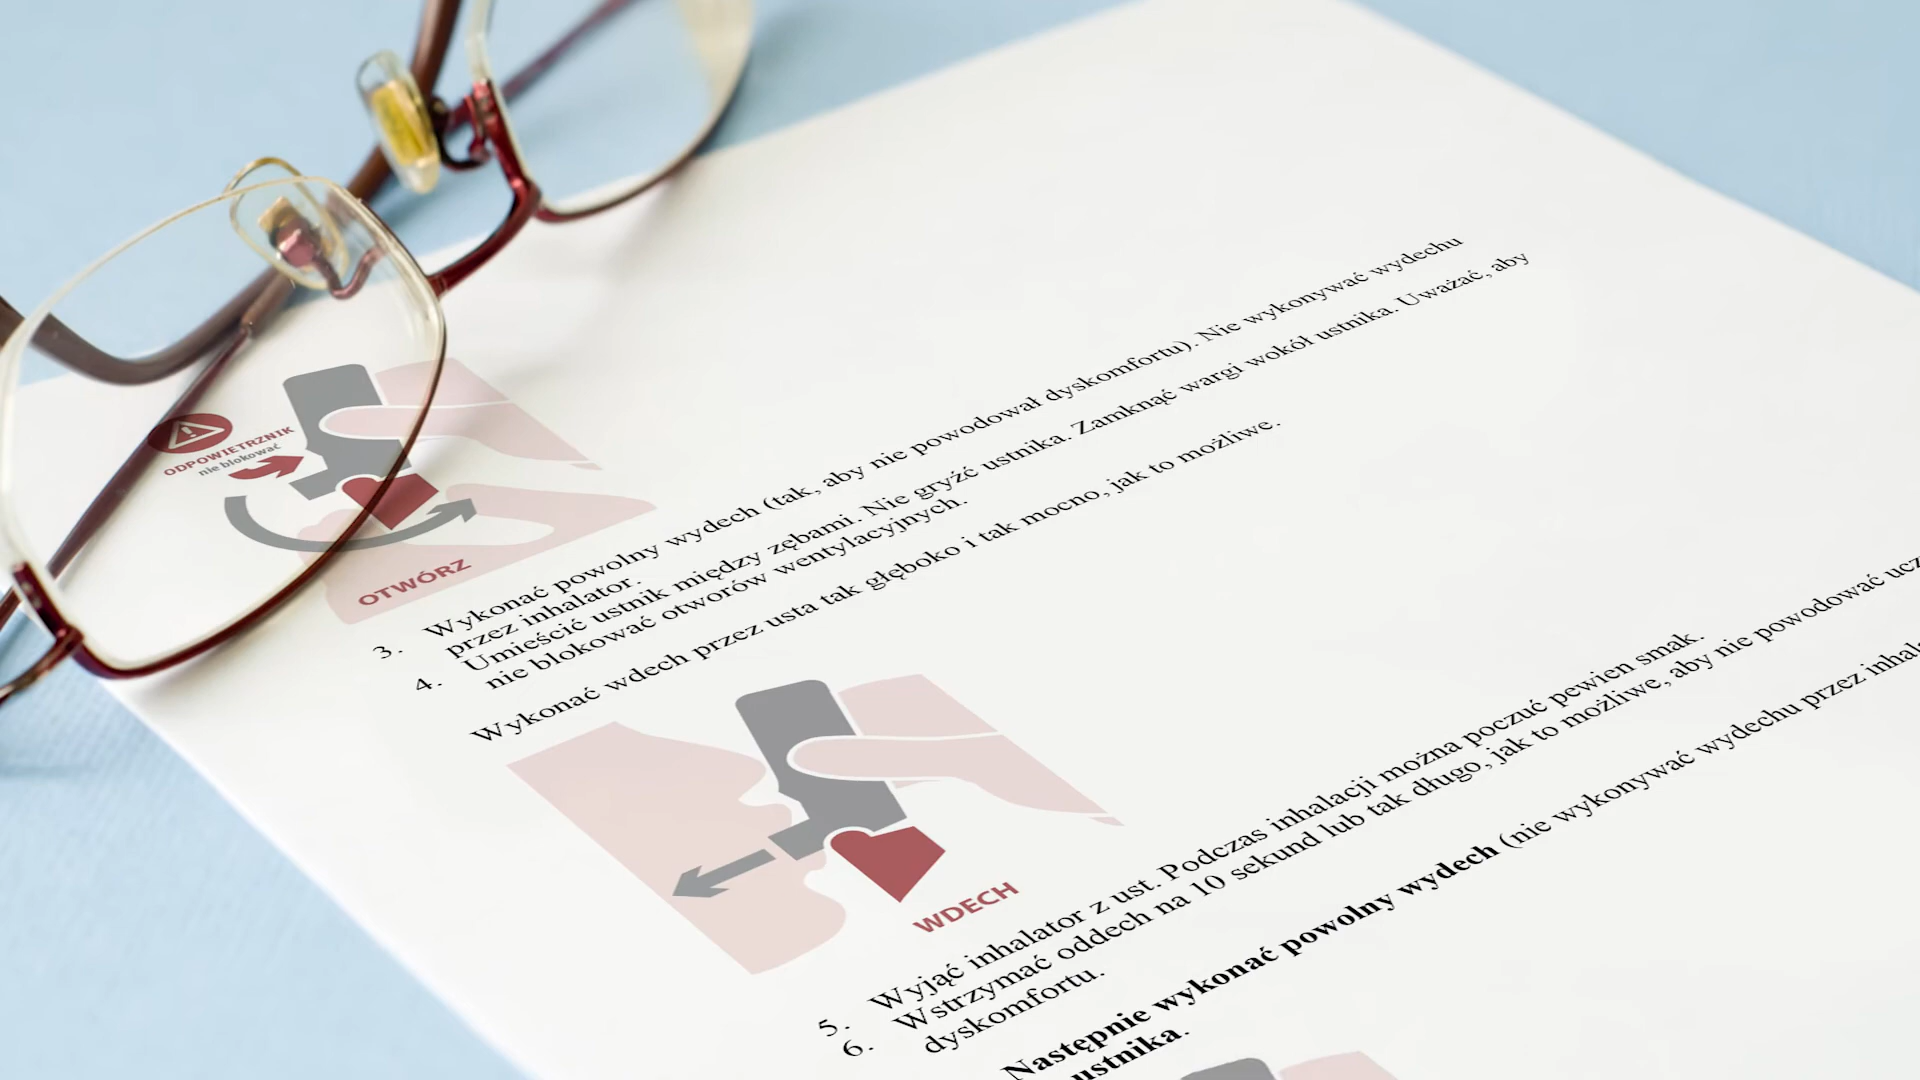 ODPOWIETRZNIK
nie blokować
OTWÓRZ
3. Wykonać powolny wydech (tak, aby nie powodował dyskomfortu). Nie wykonywać wydechu
przez inhalator.
4. Umieścić ustnik między zębami. Nie gryźć ustnika. Zamknąć wargi wokół ustnika. Uważać, aby
nie blokować otworów wentylacyjnych.
Wykonać wdech przez usta tak głęboko i tak mocno, jak to możliwe.
WDECH
5. Wyjąć inhalator z ust. Podczas inhalacji można poczuć pewien smak.
6. Wstrzymać oddech na 10 sekund lub tak długo, jak to możliwe, aby nie powodować
dyskomfortu.
Następnie wykonać powolny wydech (nie wykonywać wydechu przez
ustnika.